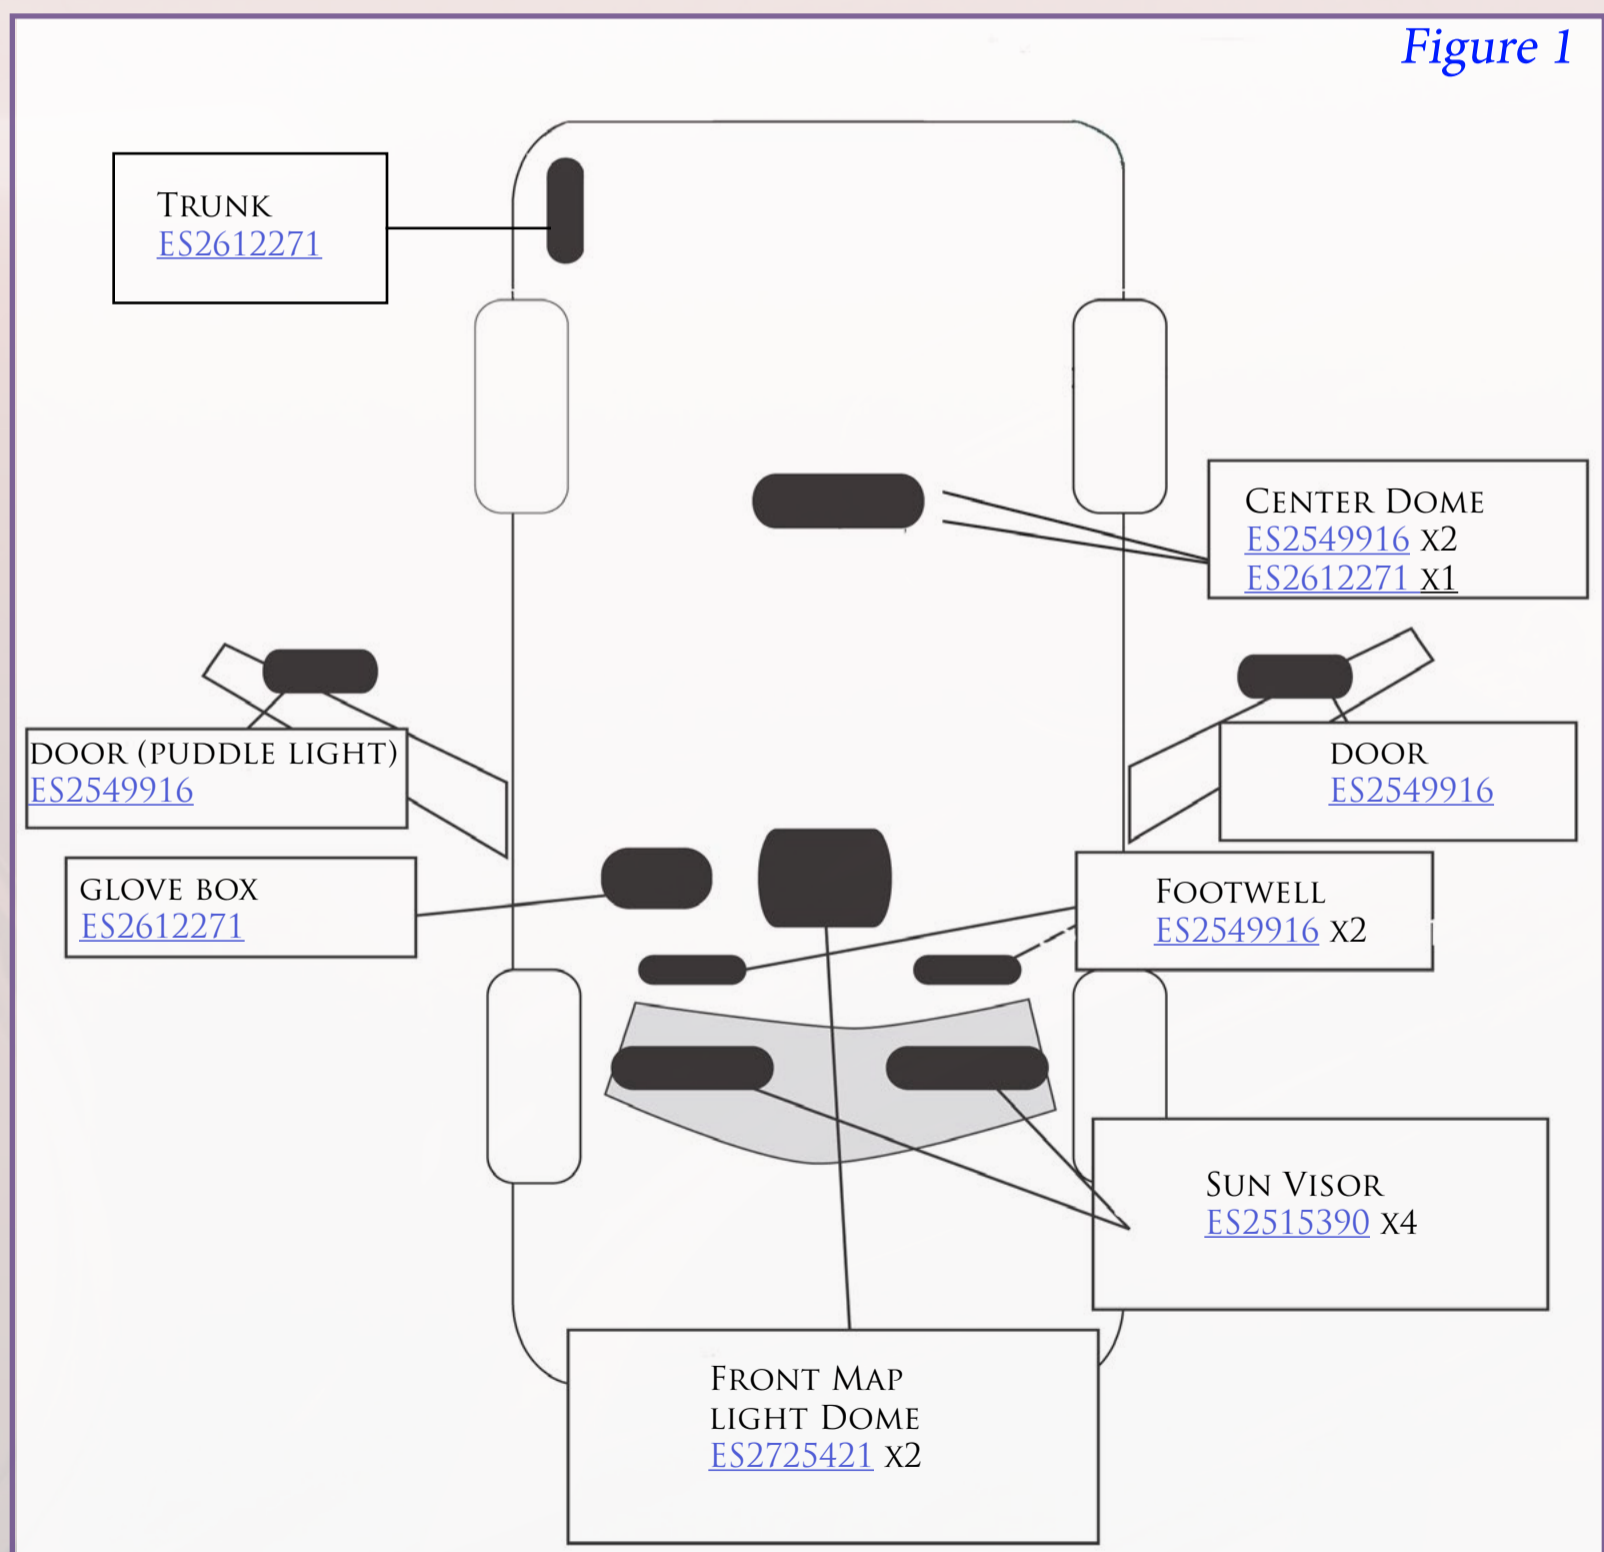 Figure 1
Trunk
ES2612271
Center Dome
ES2549916 x2
ES2612271 x1
door (puddle light)
ES2549916
door
ES2549916
glove box
ES2612271
Footwell
ES2549916 x2
Sun Visor
ES2515390 x4
Front Map
light Dome
ES2725421 x2